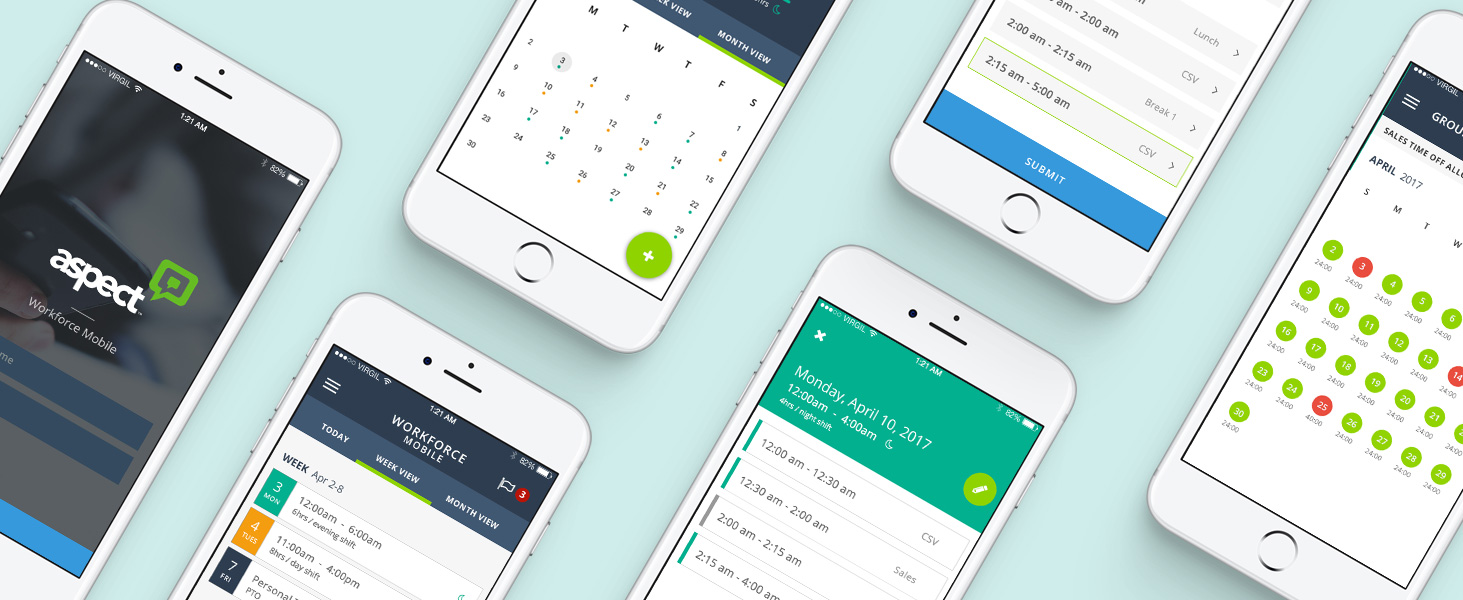 ●●●○○ VIRGIL
1:21 AM
82%
aspect
Workforce Mobile
WEEK VIEW
MONTH VIEW
M T W T F S
1
2 3 4 5 6 7 8
9 10 11 12 13 14 15
16 17 18 19 20 21 22
23 24 25 26 27 28 29
30
2:00 am
Lunch
2:00 am - 2:15 am
CSV
2:15 am - 5:00 am
Break 1
CSV
SUBMIT
VIRGIL
SALES TIME OFF
APRIL 2017
S M T
2 3 4 5 6
24:00 24:00 24:00 24:00 24:00
9 10 11 12 13 14
24:00 24:00 24:00 24:00 24:00
16 17 18 19 20 21
24:00 24:00 24:00 24:00 24:00 24:00
23 24 25 26 27 28 29
24:00 24:00 40:00 24:00 24:00 24:00 24:00
30
24:00
VIRGIL
1:21 AM
82%
WORKFORCE
MOBILE
3
TODAY
WEEK VIEW
MONTH VIEW
WEEK Apr 2-8
3 MON
12:00am - 6:00am
6hrs / evening shift
4 TUES
11:00am - 4:00pm
8hrs / day shift
7 FRI
Personal
PTO
VIRGIL
1:21 AM
82%
Monday, April 10, 2017
12:00am - 4:00am
4hrs / night shift
12:00 am - 12:30 am
12:30 am - 2:00 am
CSV
2:00 am - 2:15 am
Sales
2:15 am - 4:00 am